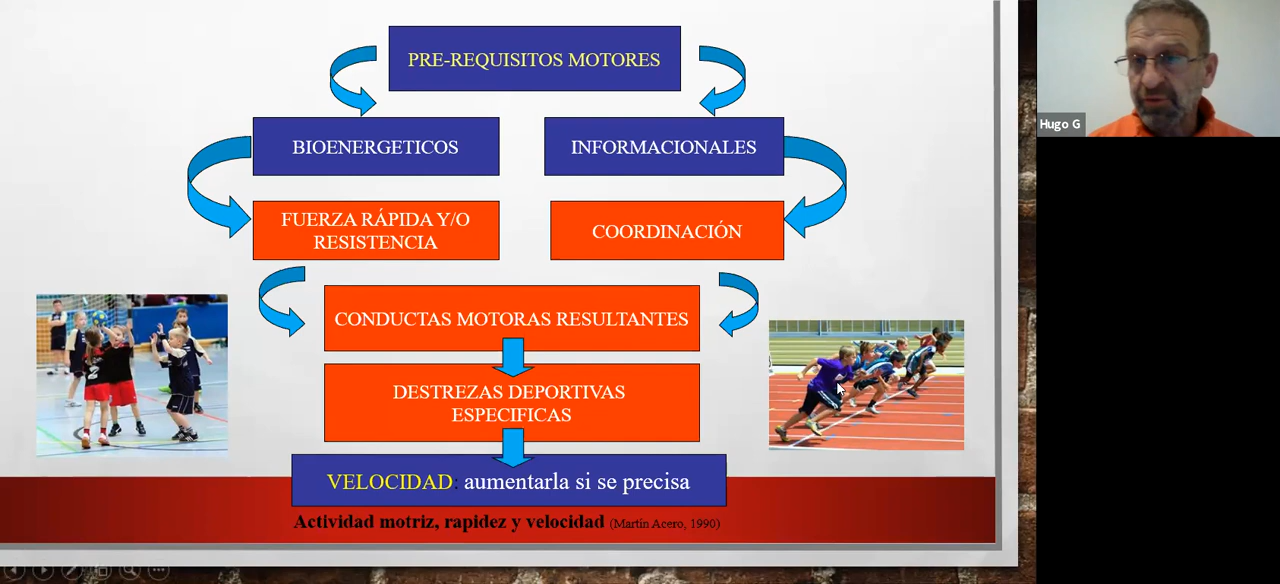 PRE-REQUISITOS MOTORES
BIOENERGETICOS
INFORMACIONALES
FUERZA RÁPIDA Y/O
RESISTENCIA
COORDINACIÓN
CONDUCTAS MOTORAS RESULTANTES
DESTREZAS DEPORTIVAS
ESPECIFICAS
VELOCIDAD: aumentarla si se precisa
Actividad motriz, rapidez y velocidad (Martín Acero, 1990)
Hugo G
2